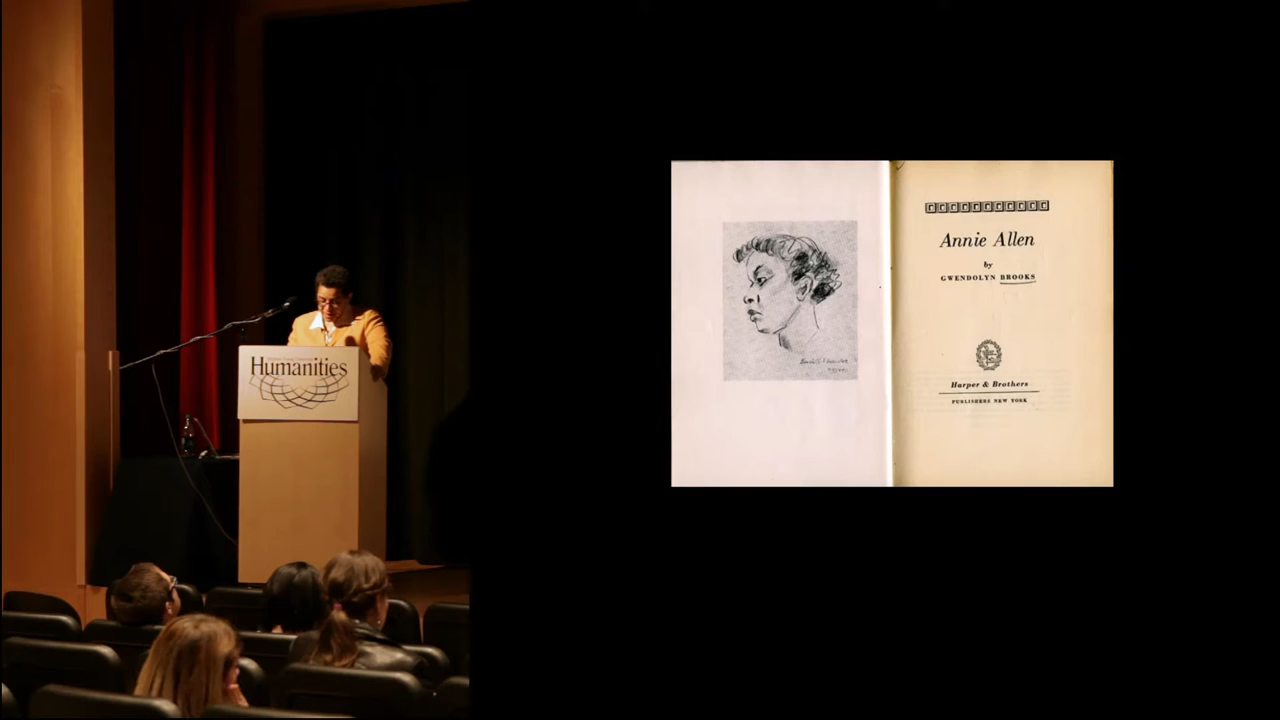 Humanities
Annie Allen
by
GWENDOLYN BROOKS
Harper & Brothers
PUBLISHERS NEW YORK